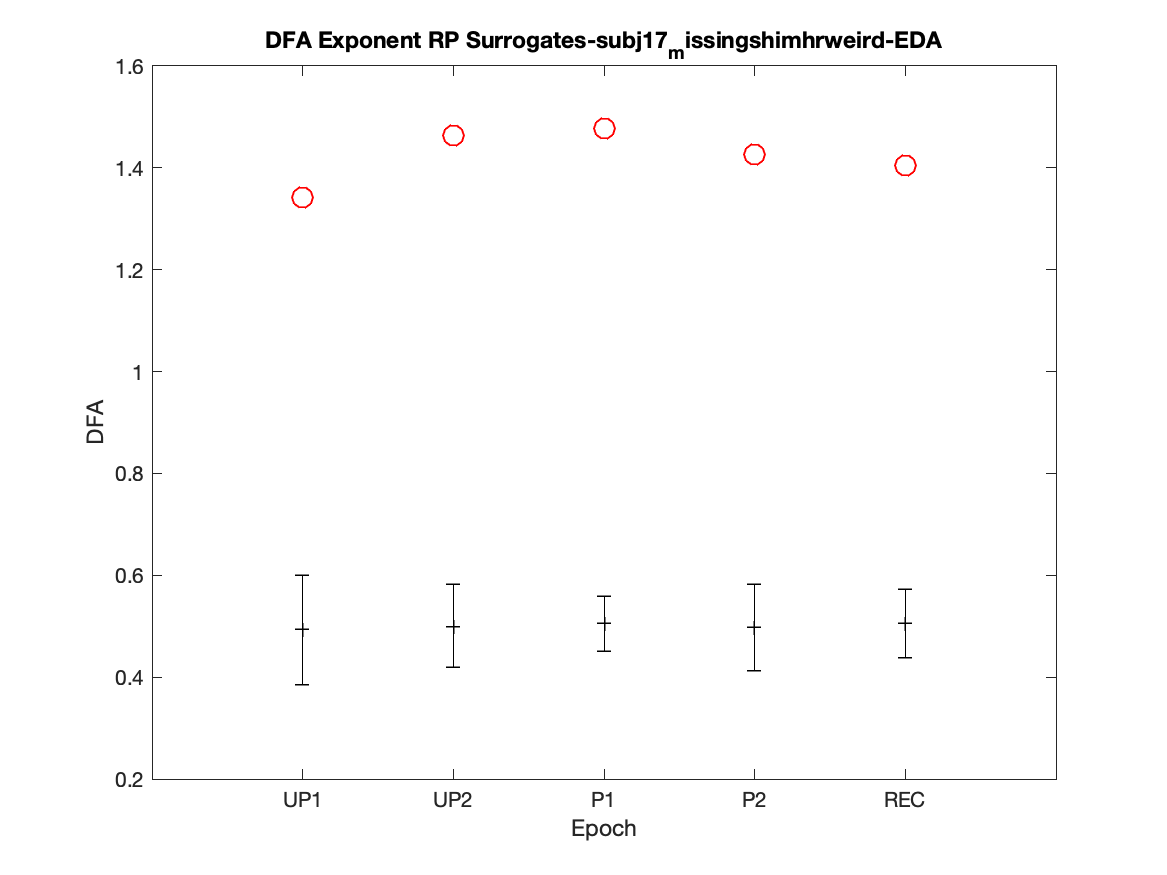 DFA Exponent RP Surrogates-subj17missingshimhrweird-EDA
1.6
1.4
1.2
1
0.8
0.6
0.4
0.2
DFA
UP1 UP2 P1 P2 REC
Epoch